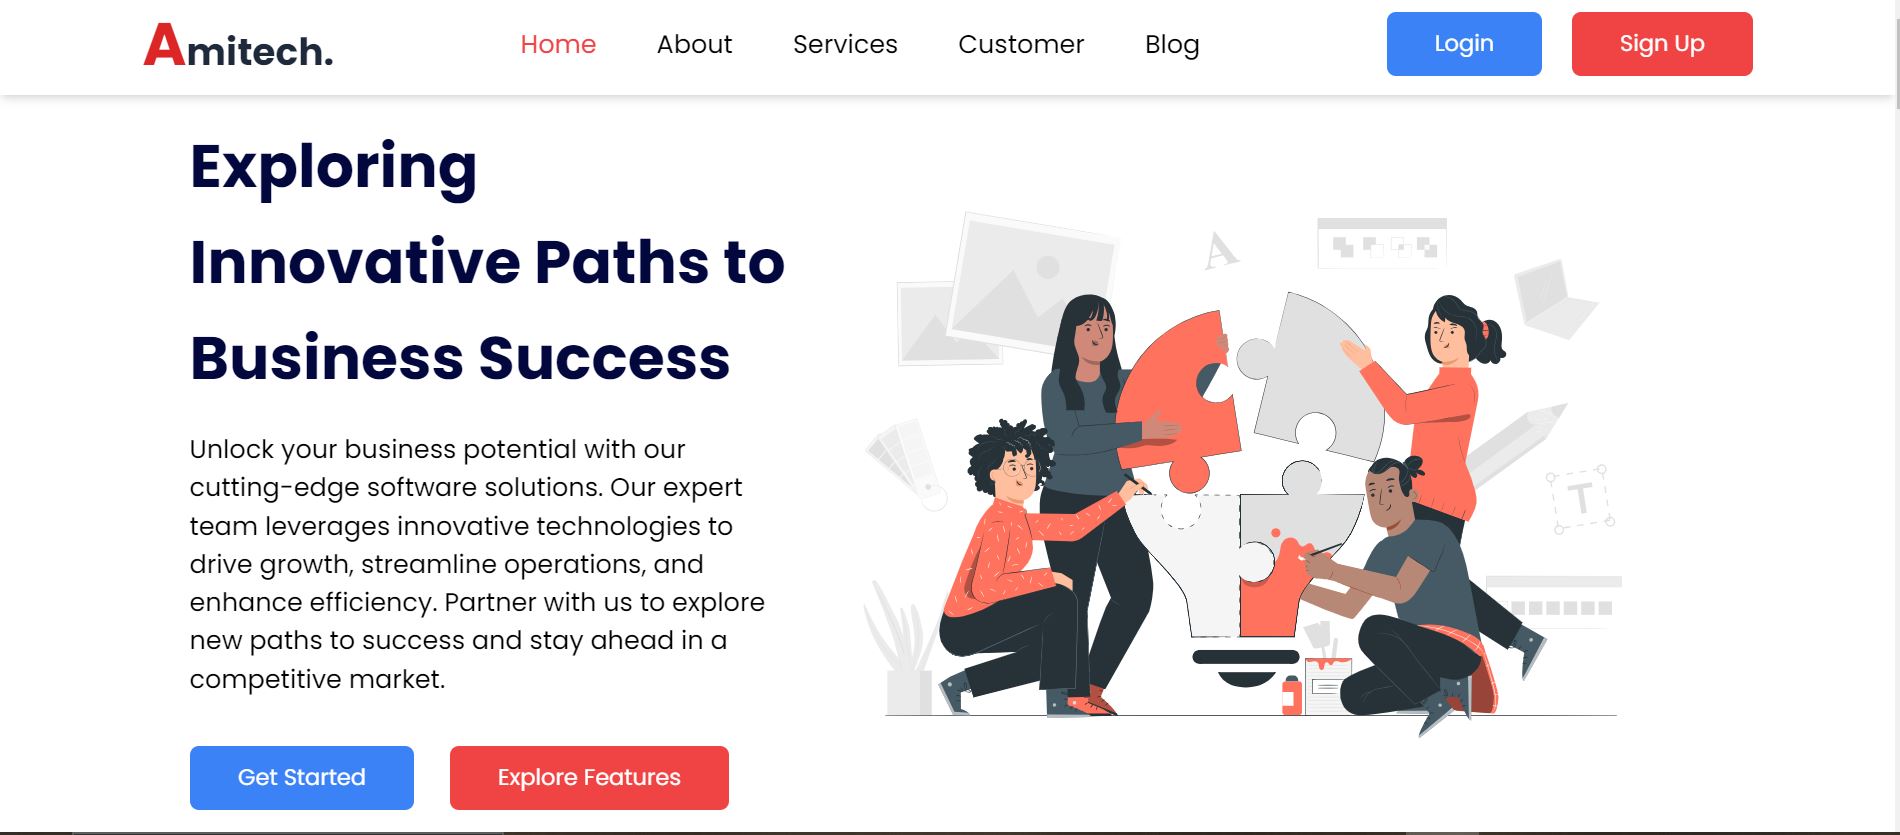 Amitech.
Home About Services Customer Blog
Login
Sign Up
Exploring
Innovative Paths to
Business Success
Unlock your business potential with our
cutting-edge software solutions. Our expert
team leverages innovative technologies to
drive growth, streamline operations, and
enhance efficiency. Partner with us to explore
new paths to success and stay ahead in a
competitive market.
Get Started
Explore Features
A
T